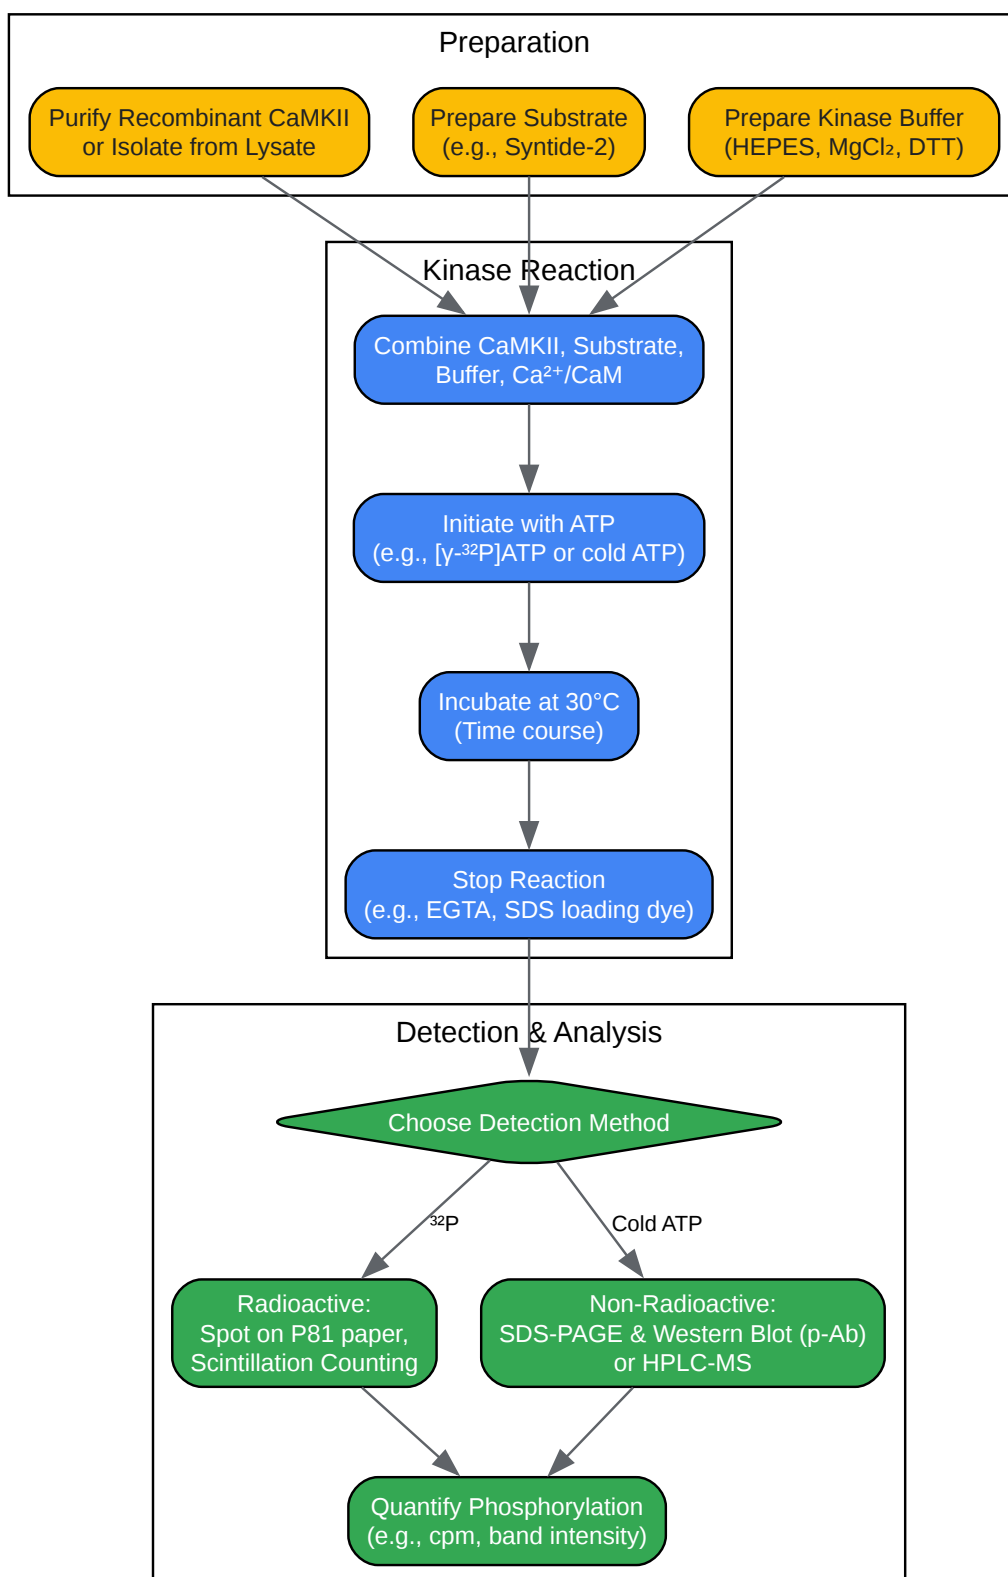 Preparation
Purify Recombinant CaMKII
or Isolate from Lysate
Prepare Substrate
(e.g., Syntide-2)
Prepare Kinase Buffer
(HEPES, MgCl₂, DTT)
Kinase Reaction
Combine CaMKII, Substrate,
Buffer, Ca²⁺/CaM
Initiate with ATP
(e.g., [γ-³²P]ATP or cold ATP)
Incubate at 30°C
(Time course)
Stop Reaction
(e.g., EGTA, SDS loading dye)
Detection & Analysis
Choose Detection Method
³²P
Cold ATP
Radioactive:
Spot on P81 paper,
Scintillation Counting
Non-Radioactive:
SDS-PAGE & Western Blot (p-Ab)
or HPLC-MS
Quantify Phosphorylation
(e.g., cpm, band intensity)